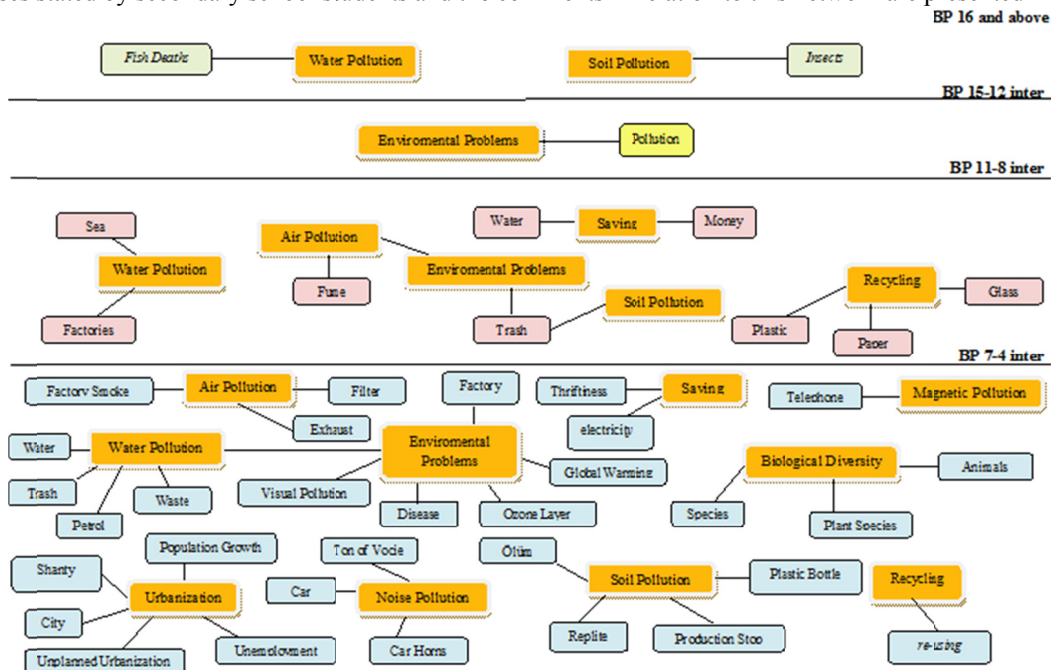 BP 16 and above
Fish Deaths
Water Pollution
Soil Pollution
Insects
BP 15-12 inter
Enviromental Problems
Pollution
BP 11-8 inter
Sea
Water Pollution
Factories
Air Pollution
Fume
Enviromental Problems
Trash
Soil Pollution
Water
Saving
Money
Recycling
Glass
Plastic
Paper
BP 7-4 inter
Factory Smoke
Air Pollution
Filter
Exhaust
Factory
Thriftiness
Saving
electricity
Telephone
Magnetic Pollution
Water
Water Pollution
Trash
Petrol
Waste
Enviromental
Problems
Visual Pollution
Disease
Ozone Layer
Global Warming
Biological Diversity
Animals
Species
Plant Species
Population Growth
Shanty
Urbanization
City
Unplaned Urbanization
Unemployment
Ton of Vocie
Car
Noise Pollution
Car Horns
Ölüm
Soil Pollution
Plastic Bottle
Replite
Production Stop
Recycling
re-using